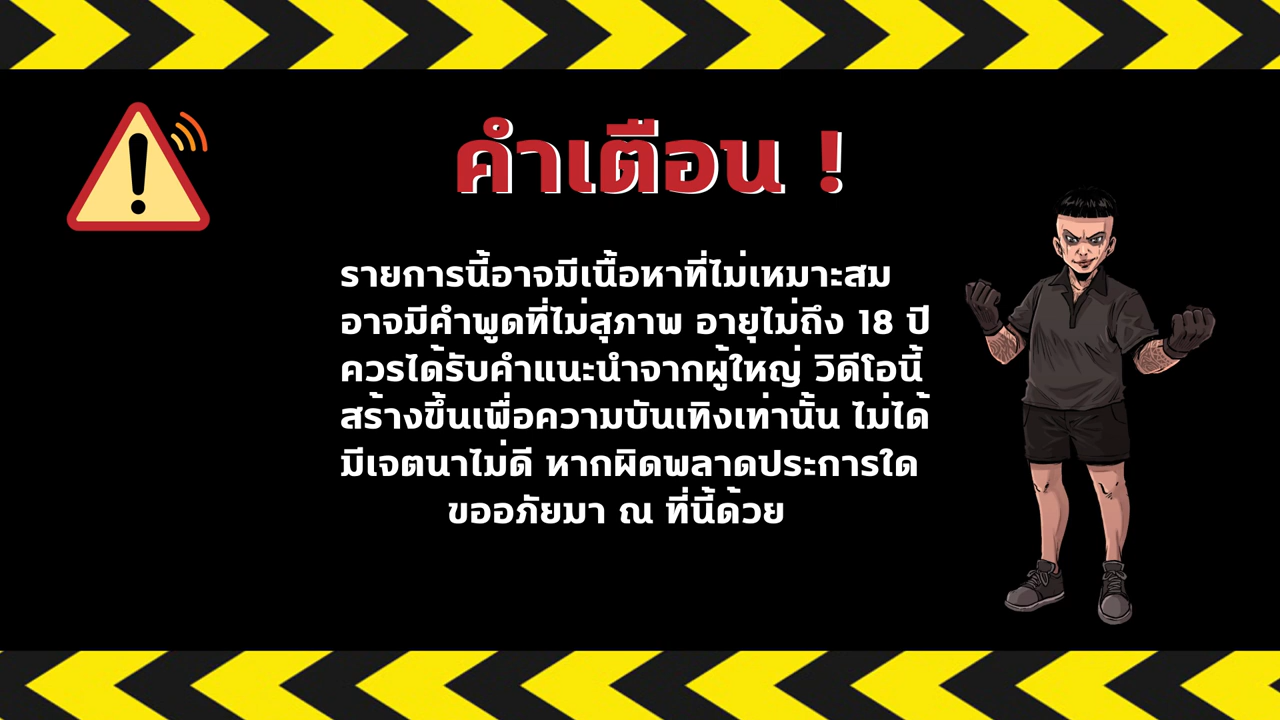 คำเตือน !
รายการนี้อาจมีเนื้อหาที่ไม่เหมาะสม
อาจมีคำพูดที่ไม่สุภาพ อายุไม่ถึง 18 ปี
ควรได้รับคำแนะนำจากผู้ใหญ่ วิดีโอนี้
สร้างขึ้นเพื่อความบันเทิงเท่านั้น ไม่ได้
มีเจตนาไม่ดี หากผิดพลาดประการใด
ขออภัยมา ณ ที่นี้ด้วย